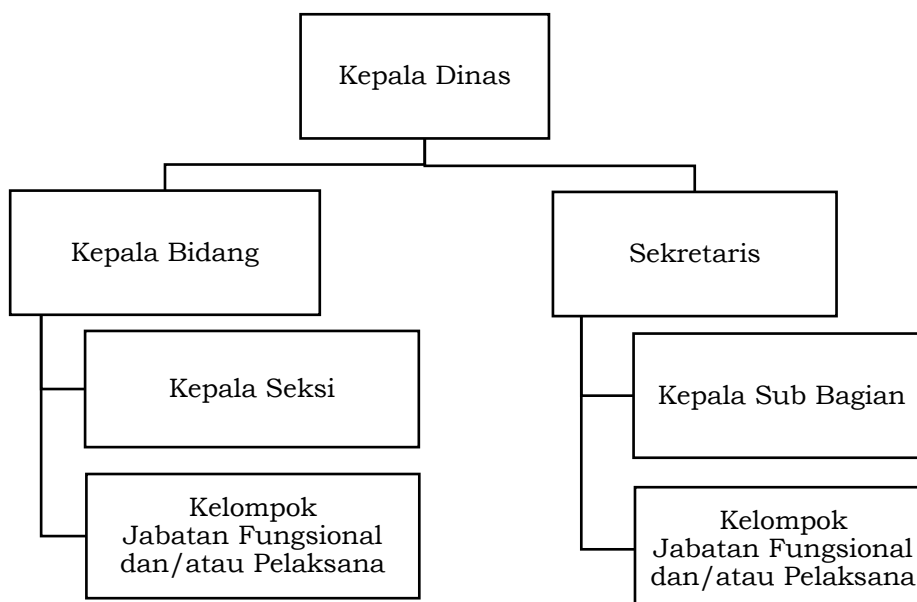 Kepala Dinas
Kepala Bidang
Sekretaris
Kepala Seksi
Kepala Sub Bagian
Kelompok
Jabatan Fungsional
dan/atau Pelaksana
Kelompok
Jabatan Fungsional
dan/atau Pelaksana